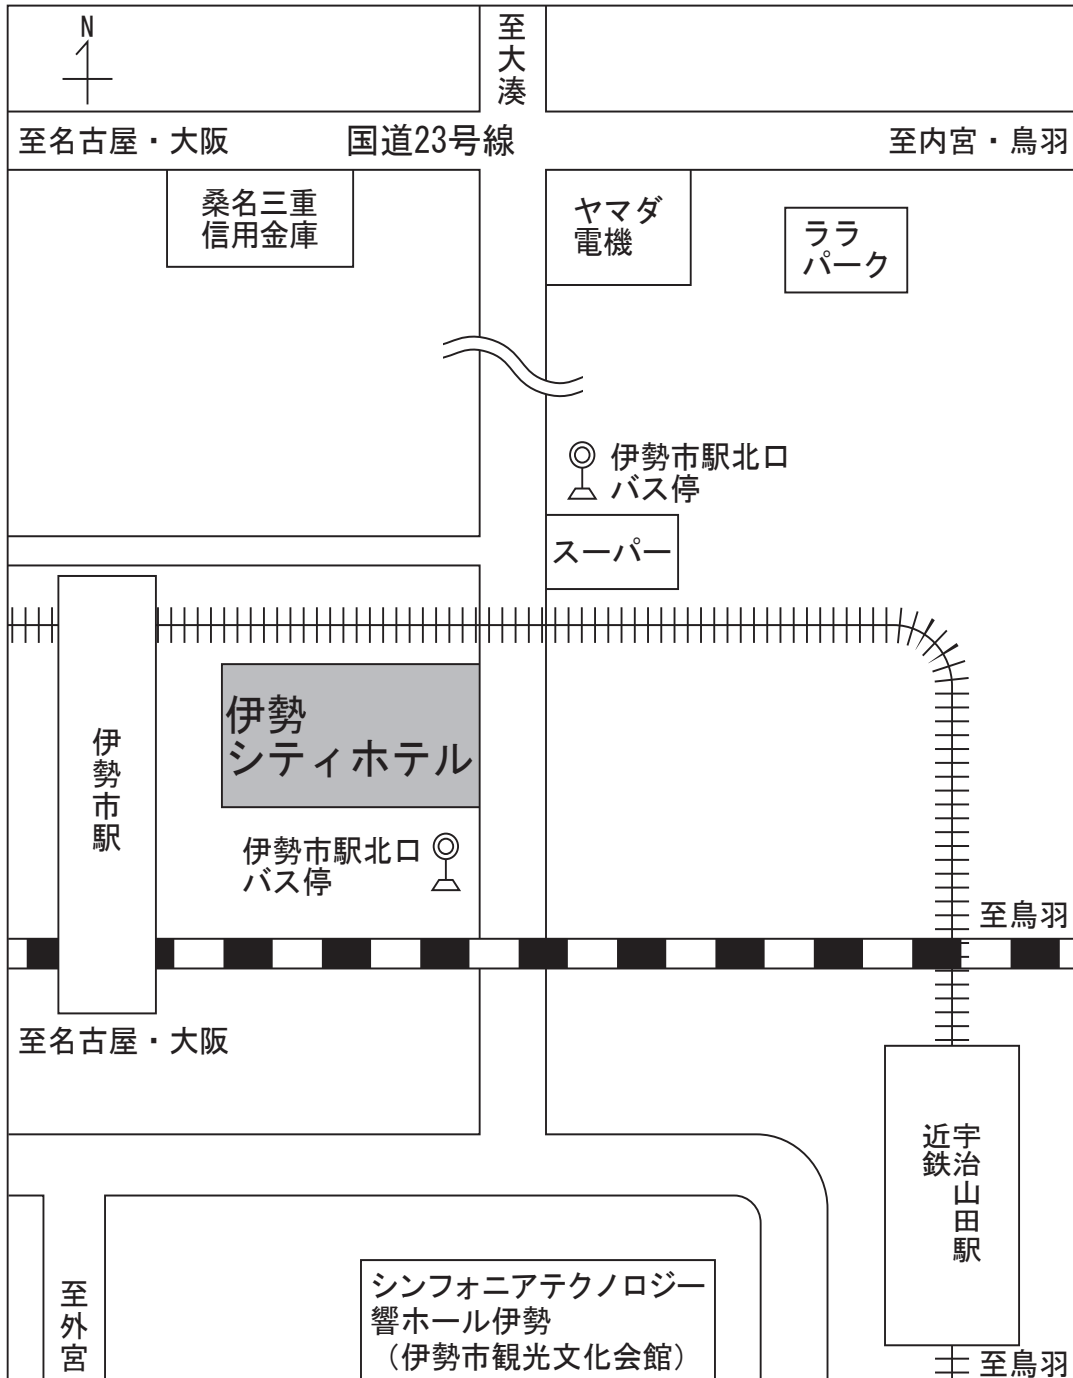 N
至大湊
至名古屋・大阪
国道23号線
至内宮・鳥羽
桑名三重
信用金庫
ヤマダ
電機
ララ
パーク
伊勢市駅北口
バス停
スーパー
伊勢
シティホテル
伊勢市駅
伊勢市駅北口
バス停
至鳥羽
至名古屋・大阪
近鉄
宇治山田駅
至外宮
シンフォニアテクノロジー
響ホール伊勢
（伊勢市観光文化会館）
至鳥羽